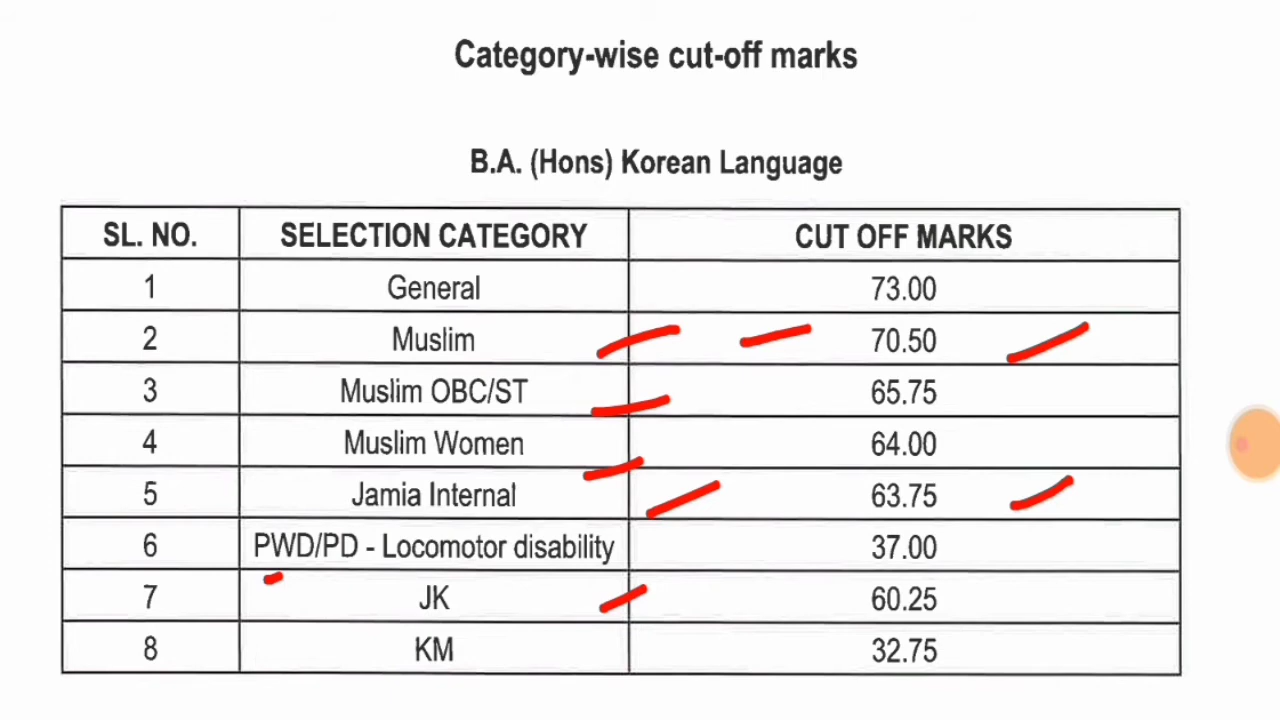 Category-wise cut-off marks
B.A. (Hons) Korean Language
SL. NO. SELECTION CATEGORY CUT OFF MARKS
1 General 73.00
2 Muslim 70.50
3 Muslim OBC/ST 65.75
4 Muslim Women 64.00
5 Jamia Internal 63.75
6 PWD/PD - Locomotor disability 37.00
7 JK 60.25
8 KM 32.75